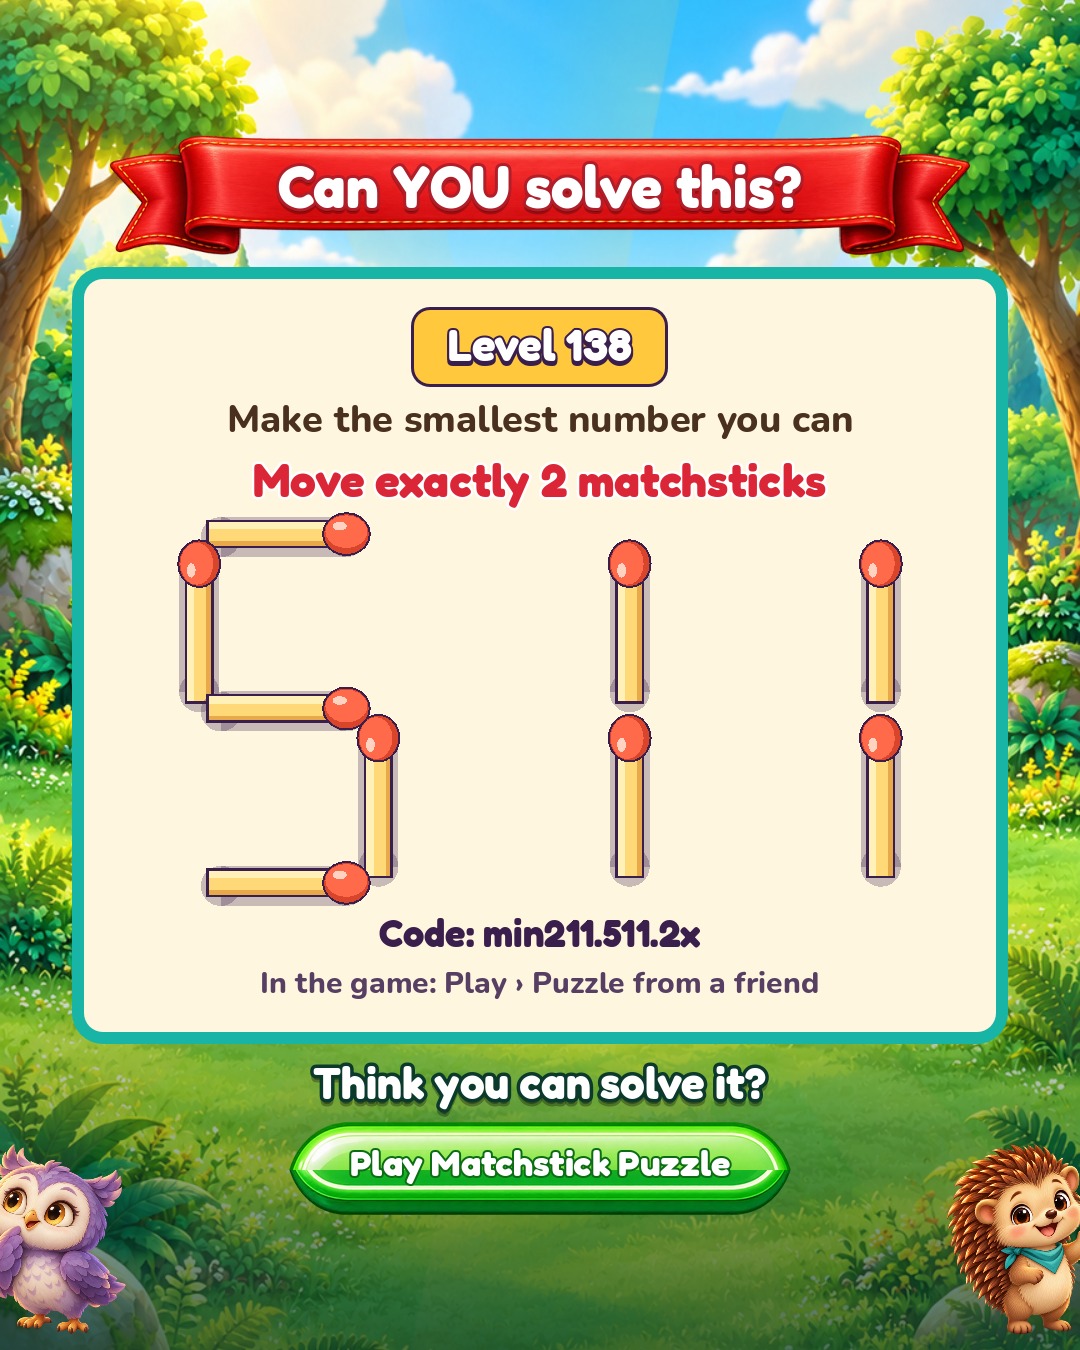 Can YOU solve this?
Level 138
Make the smallest number you can
Move exactly 2 matchsticks
511
Code: min211.511.2x
In the game: Play › Puzzle from a friend
Think you can solve it?
Play Matchstick Puzzle